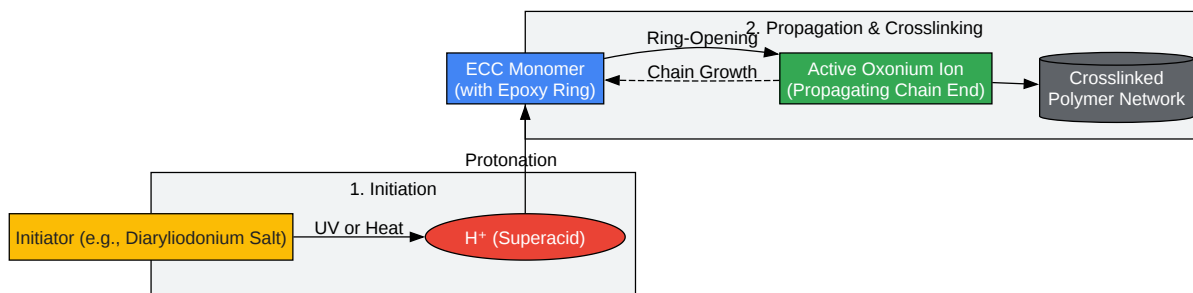 2. Propagation & Crosslinking
Ring-Opening
ECC Monomer
(with Epoxy Ring)
Chain Growth
Active Oxonium Ion
(Propagating Chain End)
Crosslinked
Polymer Network
Protonation
1. Initiation
Initiator (e.g., Diaryliodonium Salt)
UV or Heat
H⁺ (Superacid)